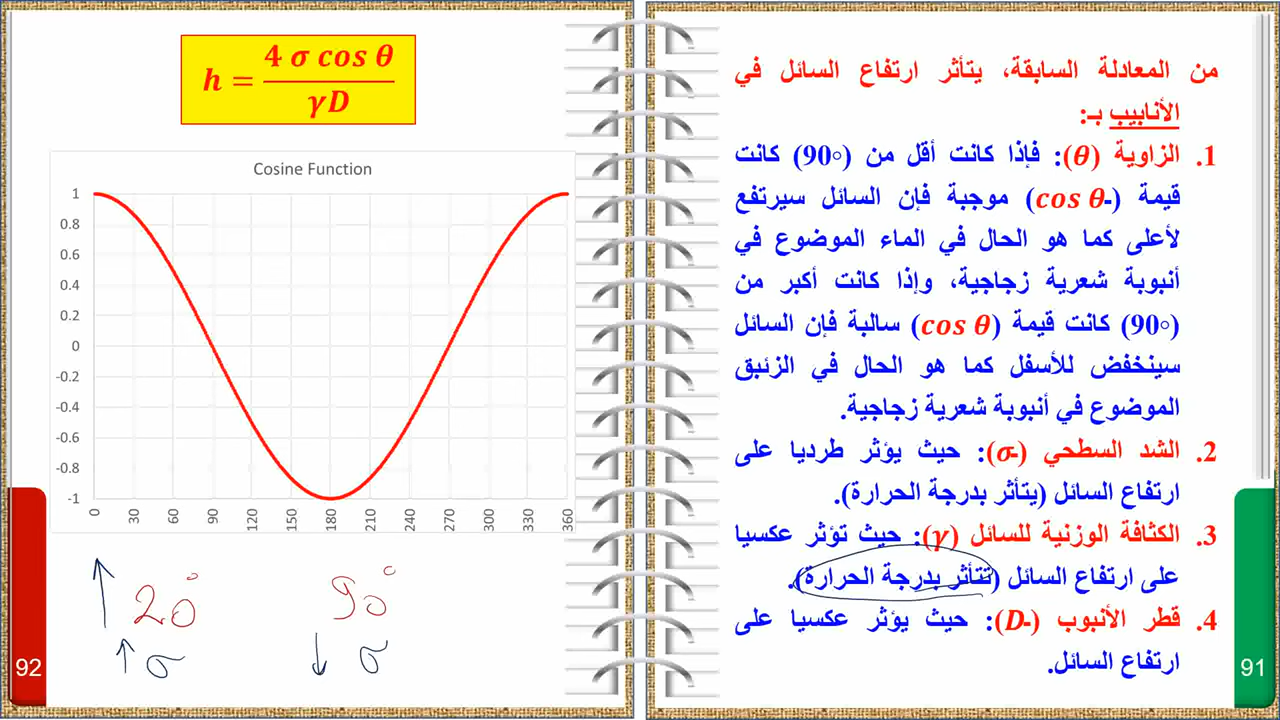 من المعادلة السابقة، يتأثر ارتفاع السائل في
الأنابيب بـ:
1. الزاوية (θ): فإذا كانت أقل من (90°) كانت
قيمة (cos θ) موجبة فإن السائل سيرتفع
لأعلى كما هو الحال في الماء الموضوع في
أنبوبة شعرية زجاجية، وإذا كانت أكبر من
(90°) كانت قيمة (cos θ) سالبة فإن السائل
سينخفض للأسفل كما هو الحال في الزئبق
الموضوع في أنبوبة شعرية زجاجية.
2. الشد السطحي (σ): حيث يؤثر طرديا على
ارتفاع السائل (يتأثر بدرجة الحرارة).
3. الكثافة الوزنية للسائل (γ): حيث تؤثر عكسيا
على ارتفاع السائل (تتأثر بدرجة الحرارة).
4. قطر الأنبوب (D): حيث يؤثر عكسيا على
ارتفاع السائل.
91
h = 4 σ cos θ / γD
Cosine Function
1
0.8
0.6
0.4
0.2
0
-0.2
-0.4
-0.6
-0.8
-1
0 30 60 90 120 150 180 210 240 270 300 330 360
↑ 20° 90°
↑ σ ↓ σ
92